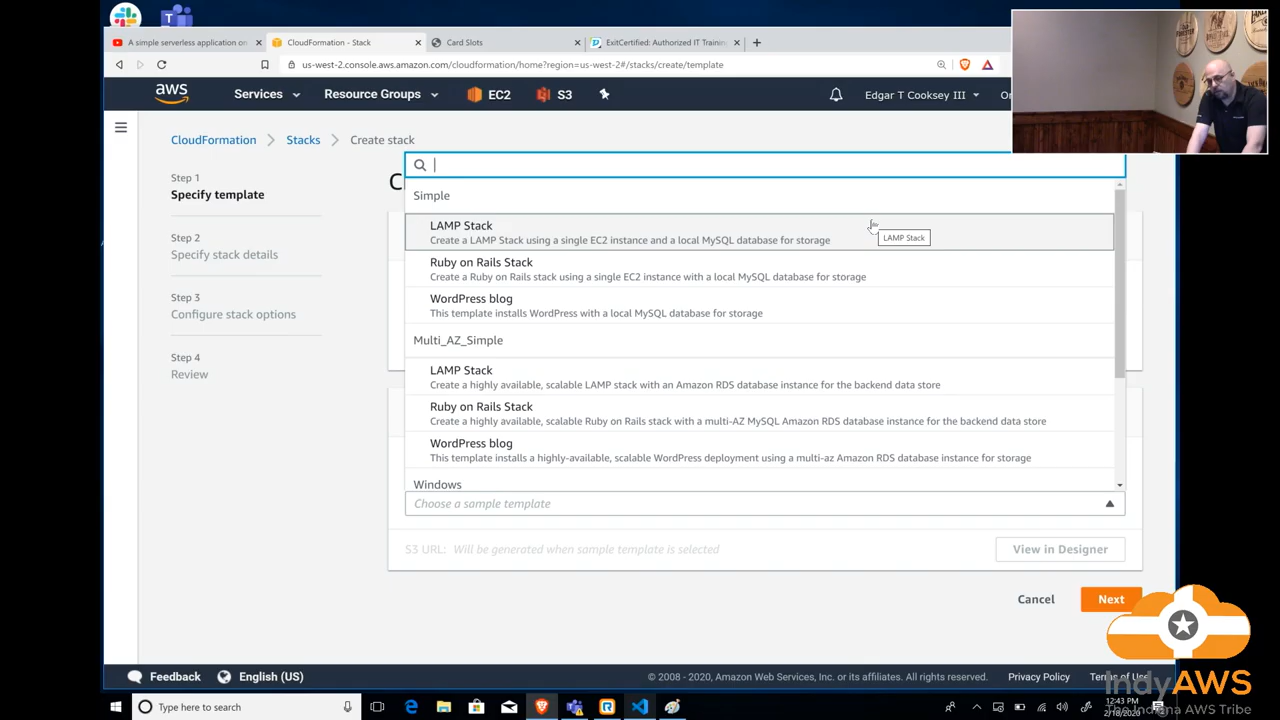 A simple serverless application on
CloudFormation - Stack
Card Slots
ExitCertified: Authorized IT Training
us-west-2.console.aws.amazon.com/cloudformation/home?region=us-west-2#/stacks/create/template
aws
Services
Resource Groups
EC2
S3
Edgar T Cooksey III
CloudFormation
Stacks
Create stack
Step 1
Specify template
Step 2
Specify stack details
Step 3
Configure stack options
Step 4
Review
Simple
LAMP Stack
Create a LAMP Stack using a single EC2 instance and a local MySQL database for storage
LAMP Stack
Ruby on Rails Stack
Create a Ruby on Rails stack using a single EC2 instance with a local MySQL database for storage
WordPress blog
This template installs WordPress with a local MySQL database for storage
Multi_AZ_Simple
LAMP Stack
Create a highly available, scalable LAMP stack with an Amazon RDS database instance for the backend data store
Ruby on Rails Stack
Create a highly available, scalable Ruby on Rails stack with a multi-AZ MySQL Amazon RDS database instance for the backend data store
WordPress blog
This template installs a highly-available, scalable WordPress deployment using a multi-az Amazon RDS database instance for storage
Windows
Choose a sample template
S3 URL: Will be generated when sample template is selected
View in Designer
Cancel
Next
Feedback
English (US)
© 2008 - 2020, Amazon Web Services, Inc. or its affiliates. All rights reserved.
Privacy Policy
Terms of Use
IndyAWS
The Indiana AWS Tribe
Type here to search
12:43 PM
2/18/2020